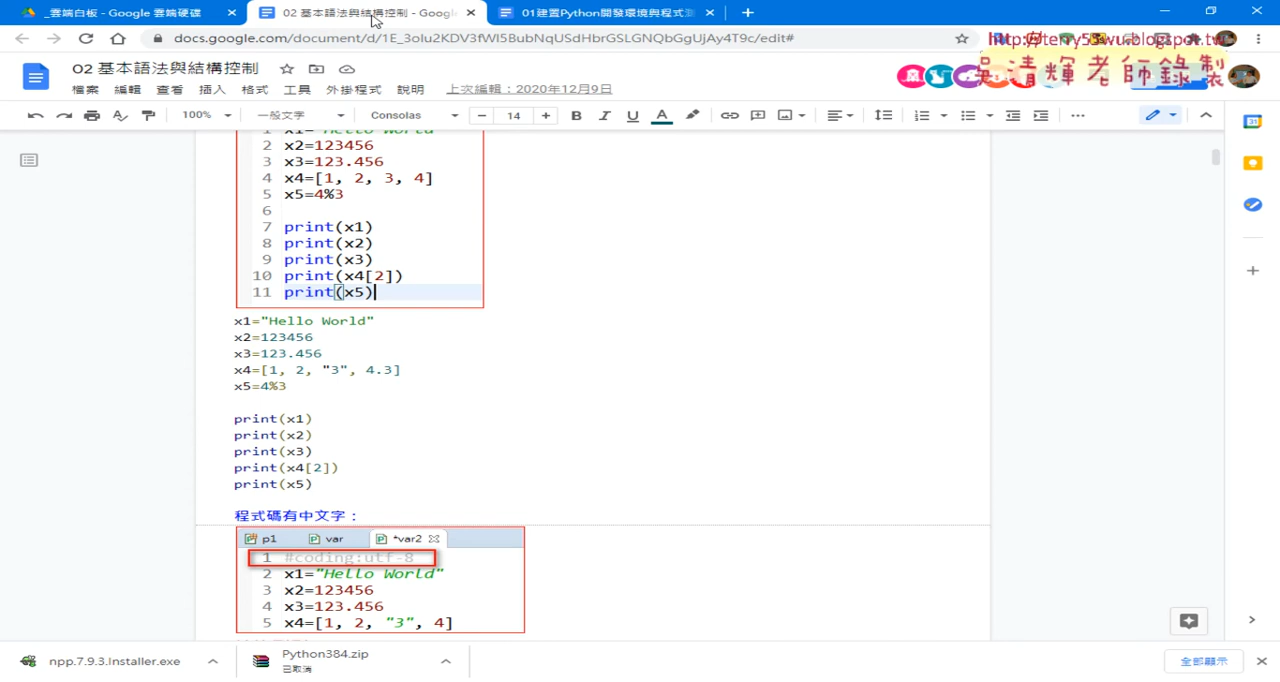 _雲端白板 - Google 雲端硬碟
02 基本語法與結構控制 - Googl
01建置Python開發環境與程式
docs.google.com/document/d/1E_3olu2KDV3fWl5BubNqUSdHbrGSLGNQbGgUjAy4T9c/edit#
http://terry55wu.blogspot.tw
吳清輝老師錄製
02 基本語法與結構控制
檔案 編輯 查看 插入 格式 工具 外掛程式 說明 上次編輯：2020年12月9日
100% 一般文字 Consolas 14
1 x1="Hello World"
2 x2=123456
3 x3=123.456
4 x4=[1, 2, 3, 4]
5 x5=4%3
6
7 print(x1)
8 print(x2)
9 print(x3)
10 print(x4[2])
11 print(x5)
x1="Hello World"
x2=123456
x3=123.456
x4=[1, 2, "3", 4.3]
x5=4%3
print(x1)
print(x2)
print(x3)
print(x4[2])
print(x5)
程式碼有中文字：
p1 var *var2
1 #coding:utf-8
2 x1="Hello World"
3 x2=123456
4 x3=123.456
5 x4=[1, 2, "3", 4]
npp.7.9.3.Installer.exe
Python384.zip
已取消
全部顯示